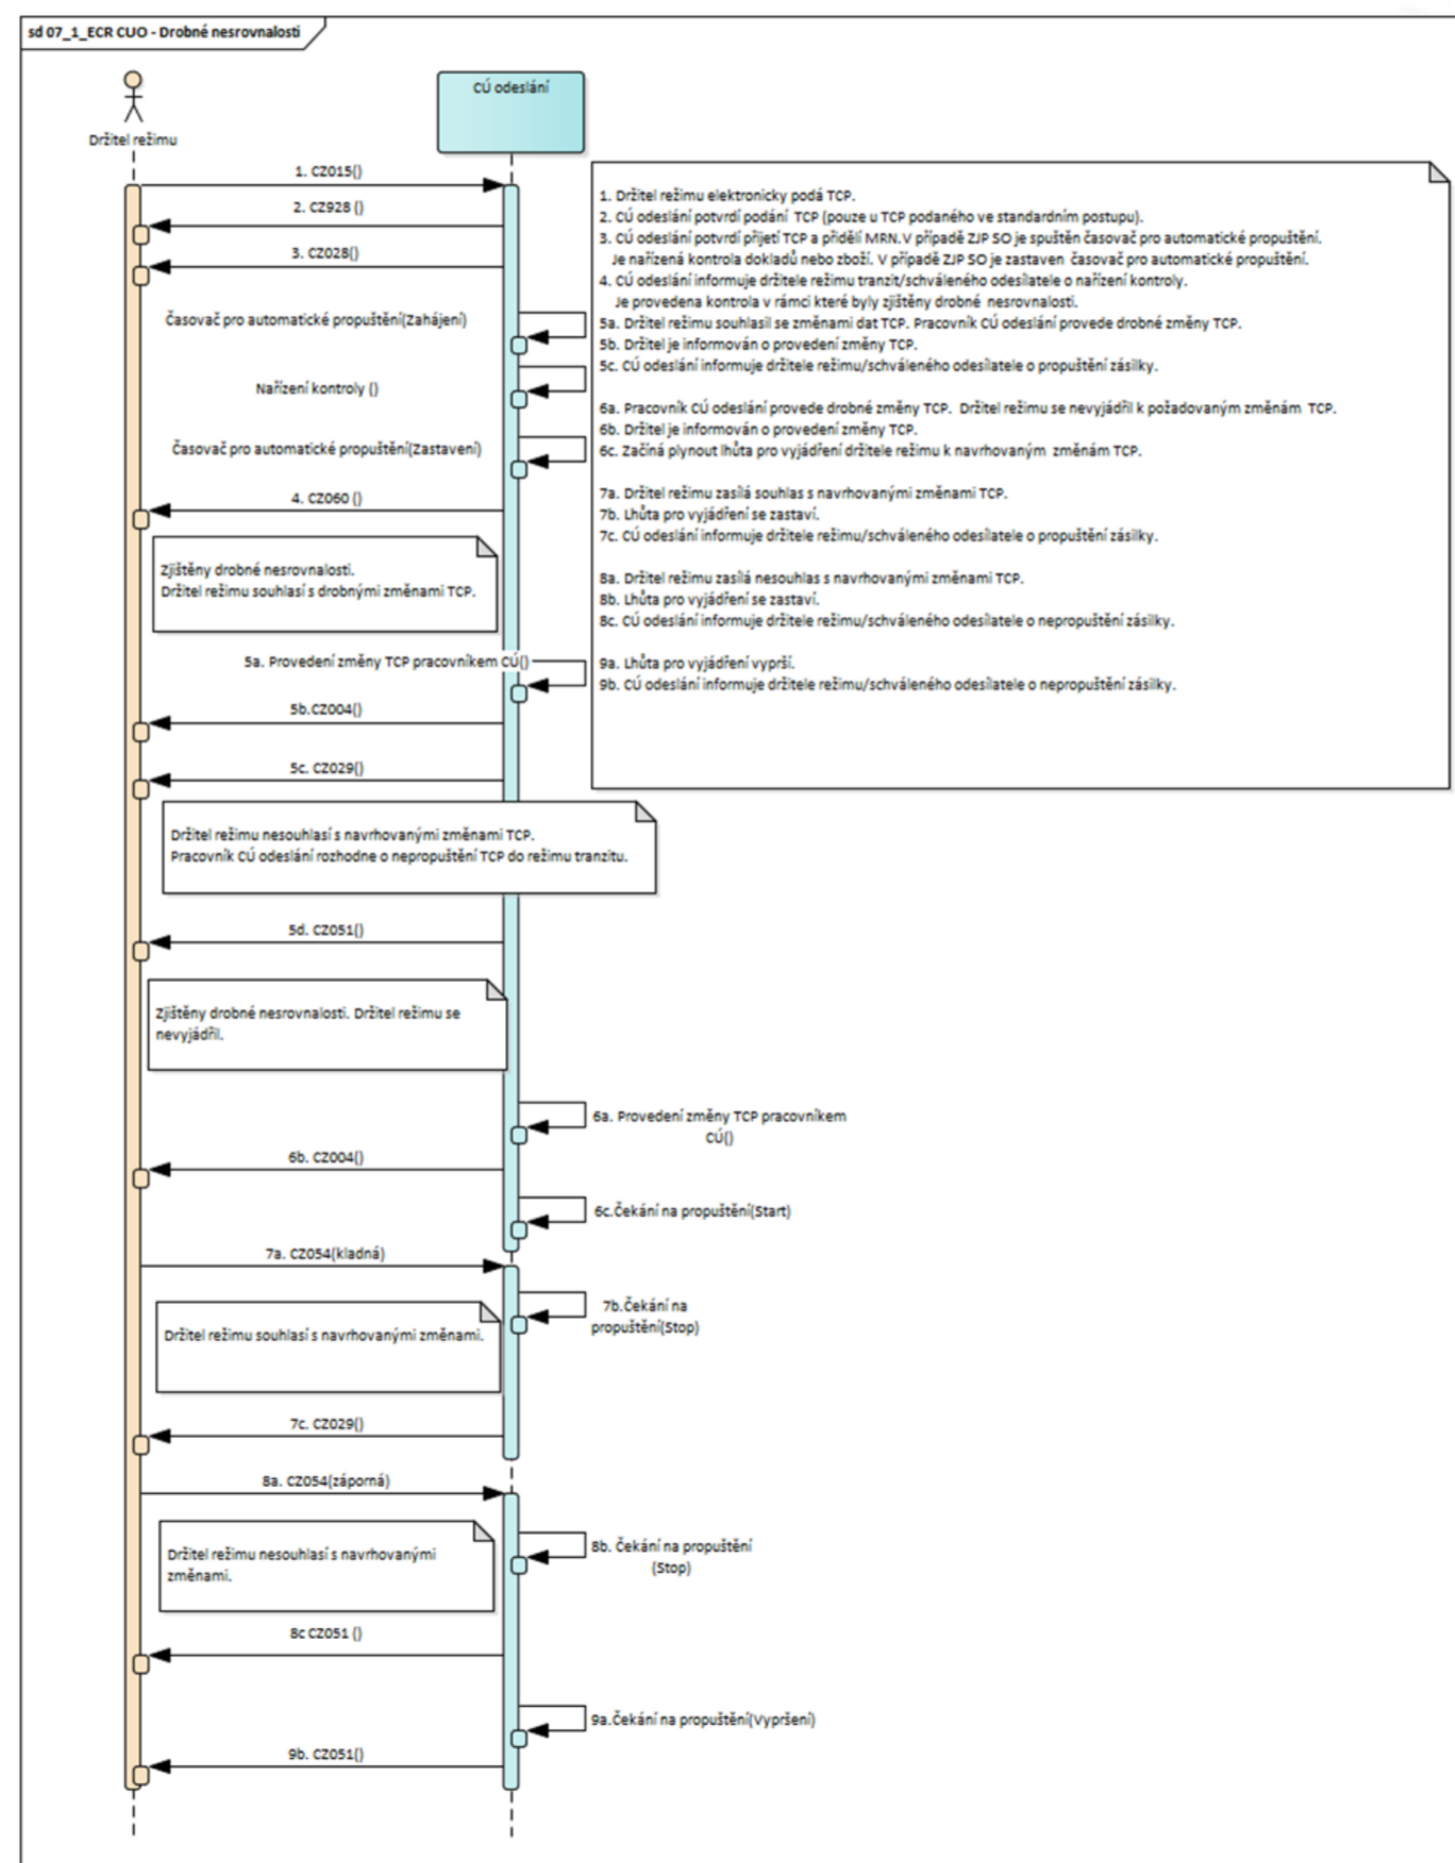 sd 07_1_ECR CUO - Drobné nesrovnalosti
Držitel režimu
CÚ odeslání
1. CZ015()
2. CZ928 ()
3. CZ028()
Časovač pro automatické propuštění(Zahájení)
Nařízení kontroly ()
Časovač pro automatické propuštění(Zastavení)
4. CZ060 ()
1. Držitel režimu elektronicky podá TCP.
2. CÚ odeslání potvrdí podání  TCP (pouze u TCP podaného ve standardním postupu).
3. CÚ odeslání potvrdí přijetí TCP a přidělí MRN.V případě ZJP SO je spuštěn časovač pro automatické propuštění.
Je nařízená kontrola dokladů nebo zboží. V případě ZJP SO je zastaven  časovač pro automatické propuštění.
4. CÚ odeslání informuje držitele režimu tranzit/schváleného odesílatele o nařízení kontroly.
Je provedena kontrola v rámci které byly zjištěny drobné  nesrovnalosti.
5a. Držitel režimu souhlasil se změnami dat TCP. Pracovník CÚ odeslání provede drobné změny TCP.
5b. Držitel je informován o provedení změny TCP.
5c. CÚ odeslání informuje držitele režimu/schváleného odesílatele o propuštění zásilky.
6a. Pracovník CÚ odeslání provede drobné změny TCP.  Držitel režimu se nevyjádřil k požadovaným změnám  TCP.
6b. Držitel je informován o provedení změny TCP.
6c. Začíná plynout lhůta pro vyjádření držitele režimu k navrhovaným  změnám TCP.
7a. Držitel režimu zasílá souhlas s navrhovanými změnami TCP.
7b. Lhůta pro vyjádření se zastaví.
7c. CÚ odeslání informuje držitele režimu/schváleného odesílatele o propuštění zásilky.
8a. Držitel režimu zasílá nesouhlas s navrhovanými změnami TCP.
8b. Lhůta pro vyjádření se zastaví.
8c. CÚ odeslání informuje držitele režimu/schváleného odesílatele o nepropuštění zásilky.
9a. Lhůta pro vyjádření vyprší.
9b. CÚ odeslání informuje držitele režimu/schváleného odesílatele o nepropuštění zásilky.
Zjištěny drobné nesrovnalosti.
Držitel režimu souhlasí s drobnými změnami TCP.
5a. Provedení změny TCP pracovníkem CÚ()
5b.CZ004()
5c. CZ029()
Držitel režimu nesouhlasí s navrhovanými změnami TCP.
Pracovník CÚ odeslání rozhodne o nepropuštění TCP do režimu tranzitu.
5d. CZ051()
Zjištěny drobné nesrovnalosti. Držitel režimu se
nevyjádřil.
6a. Provedení změny TCP pracovníkem
CÚ()
6b. CZ004()
6c.Čekání na propuštění(Start)
7a. CZ054(kladná)
7b.Čekání na
propuštění(Stop)
Držitel režimu souhlasí s navrhovanými změnami.
7c. CZ029()
8a. CZ054(záporná)
8b. Čekání na propuštění
(Stop)
Držitel režimu nesouhlasí s navrhovanými
změnami.
8c CZ051 ()
9a.Čekání na propuštění(Vypršení)
9b. CZ051()